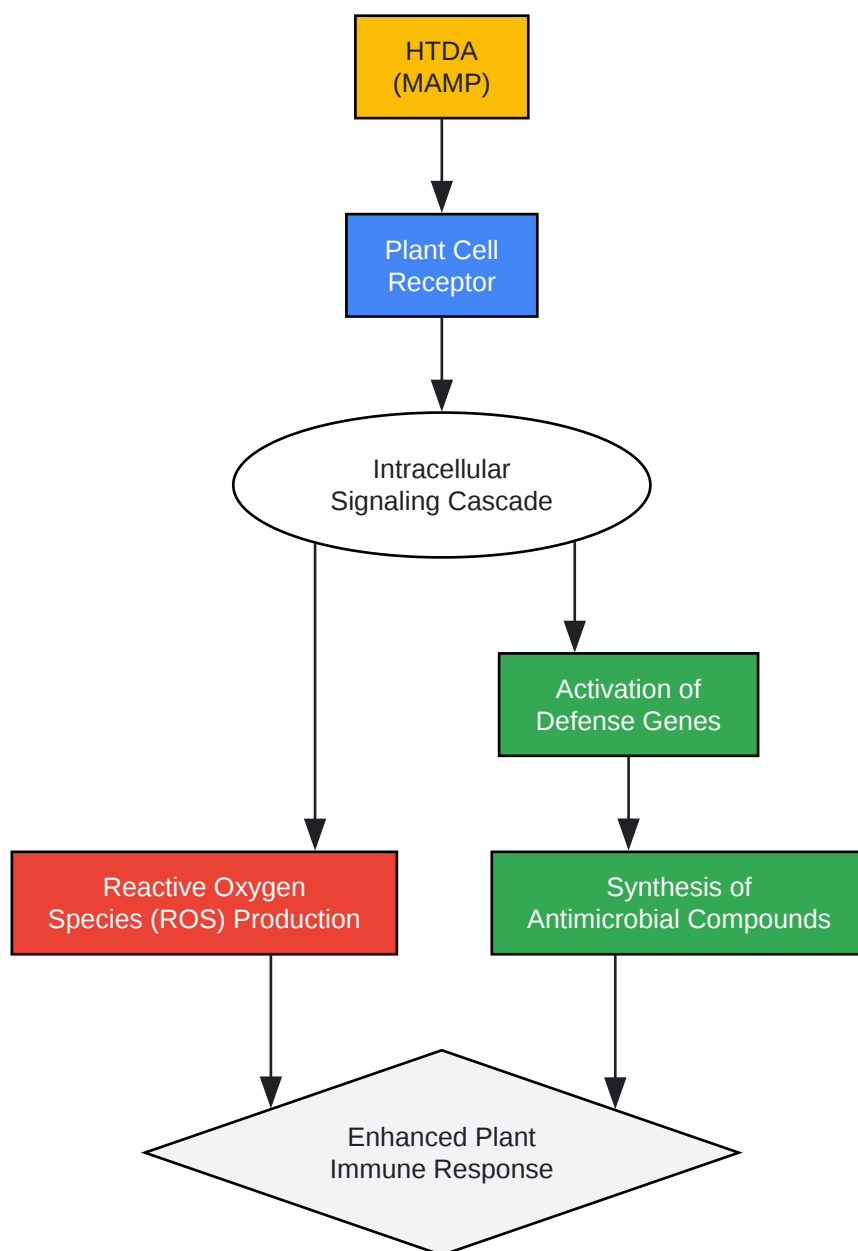 HTDA
(MAMP)
Plant Cell
Receptor
Intracellular
Signaling Cascade
Activation of
Defense Genes
Reactive Oxygen
Species (ROS) Production
Synthesis of
Antimicrobial Compounds
Enhanced Plant
Immune Response